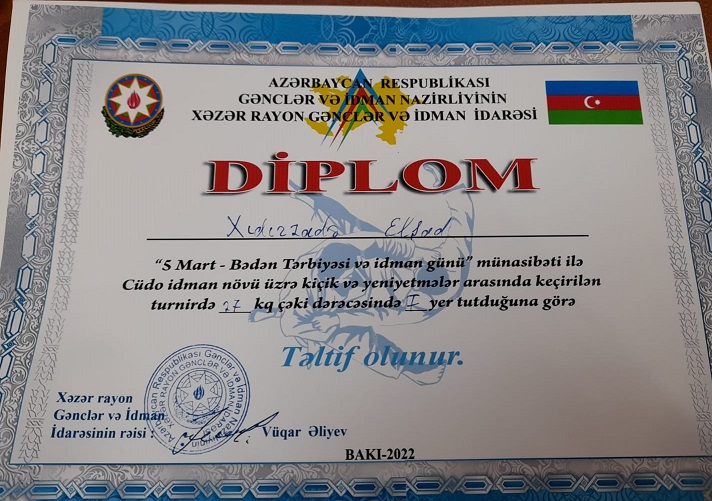 AZƏRBAYCAN RESPUBLİKASI
GƏNCLƏR VƏ İDMAN NAZİRLİYİNİN
XƏZƏR RAYON GƏNCLƏR VƏ İDMAN İDARƏSİ
DİPLOM
Xıdırzadə Elşad
“5 Mart - Bədən Tərbiyəsi və idman günü” münasibəti ilə
Cüdo idman növü üzrə kiçik və yeniyetmələr arasında keçirilən
turnirdə 27 kq çəki dərəcəsində I yer tutduğuna görə
Təltif olunur.
Xəzər rayon
Gənclər və İdman
İdarəsinin rəisi : Vüqar Əliyev
BAKI-2022